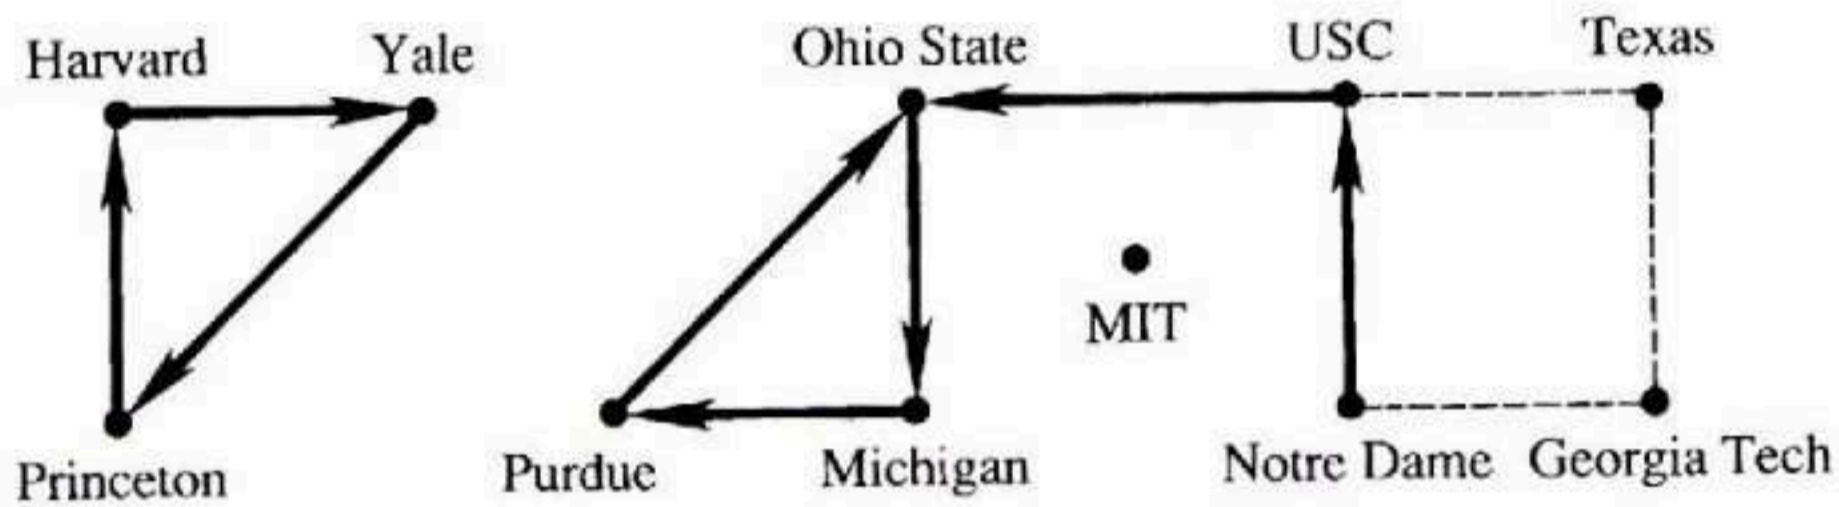 Harvard
Yale
Ohio State
USC
Texas
MIT
Princeton
Purdue
Michigan
Notre Dame
Georgia Tech